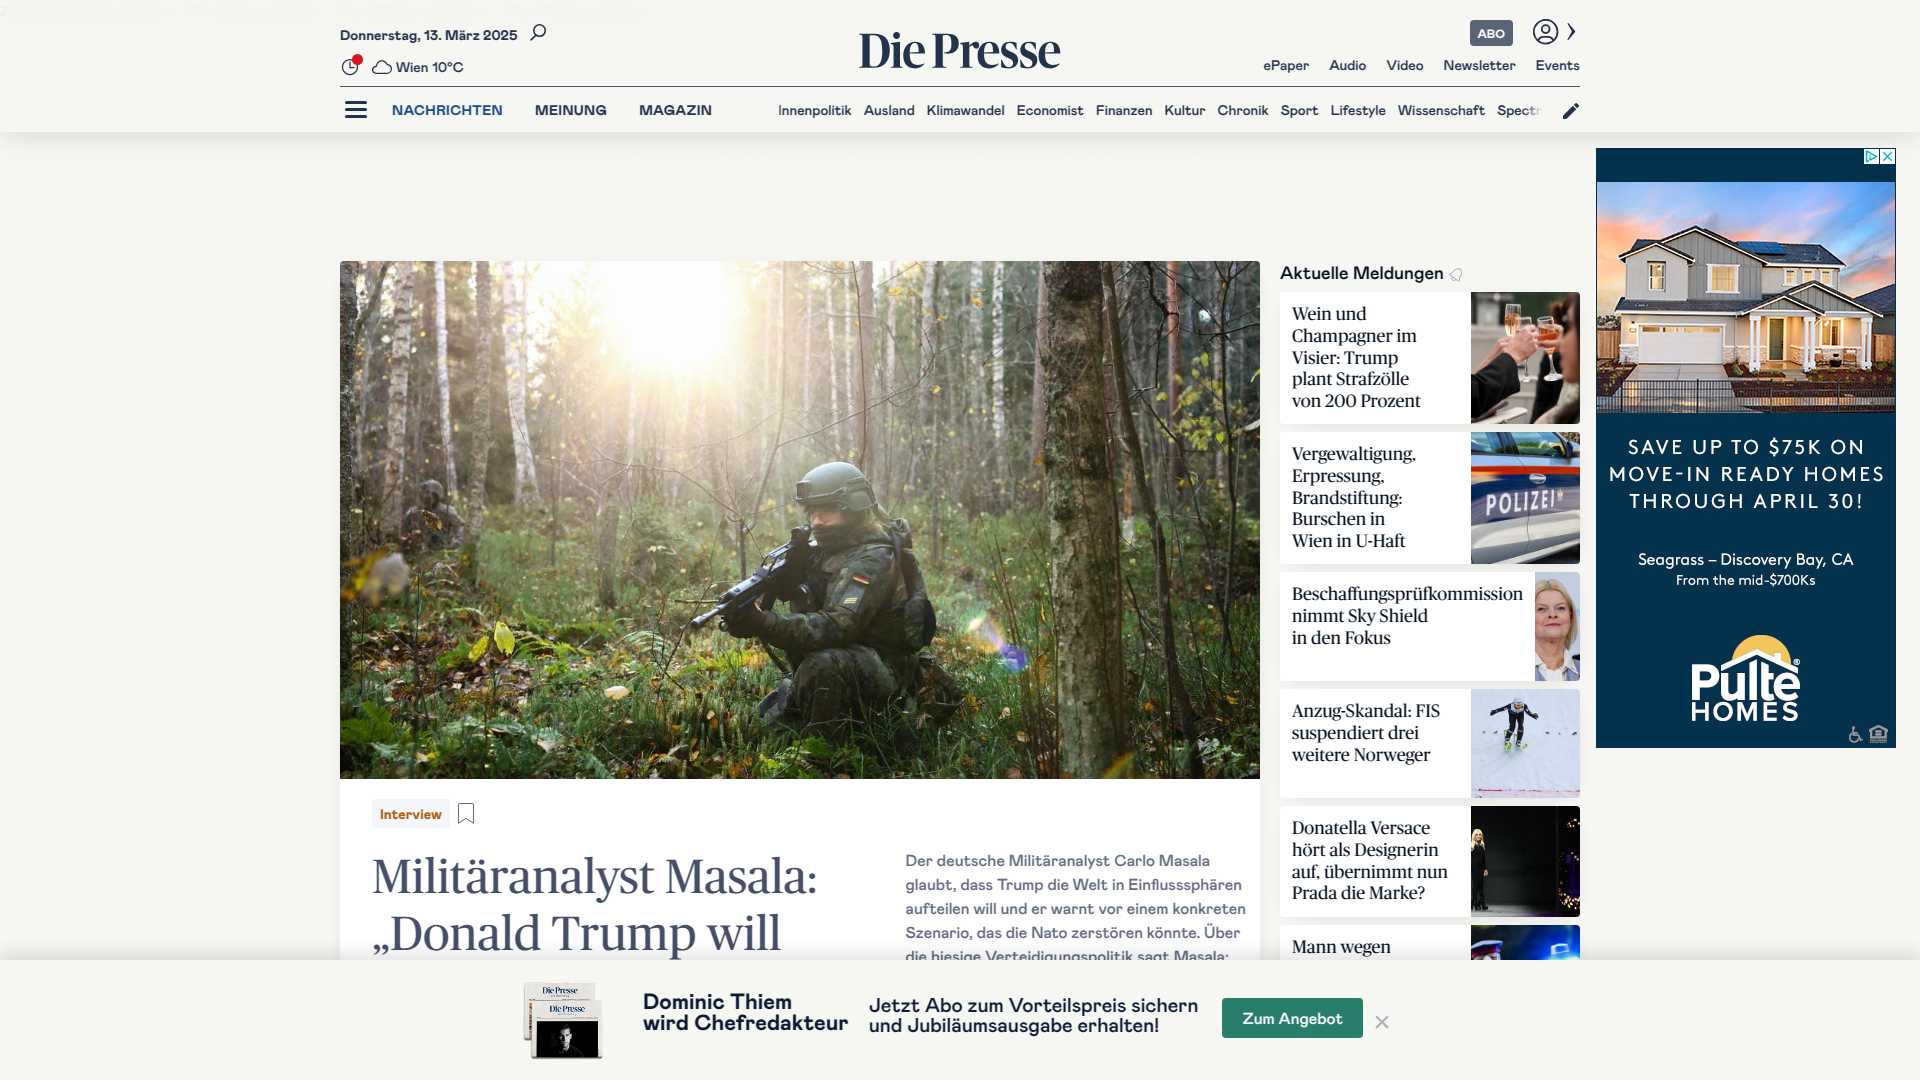 Donnerstag, 13. März 2025
Wien 10°C
Die Presse
ABO
ePaper Audio Video Newsletter Events
NACHRICHTEN MEINUNG MAGAZIN
Innenpolitik Ausland Klimawandel Economist Finanzen Kultur Chronik Sport Lifestyle Wissenschaft Spectr
Interview
Militäranalyst Masala:
„Donald Trump will
Der deutsche Militäranalyst Carlo Masala
glaubt, dass Trump die Welt in Einflusssphären
aufteilen will und er warnt vor einem konkreten
Szenario, das die Nato zerstören könnte. Über
die hiesige Verteidigungspolitik sagt Masala:
Aktuelle Meldungen
Wein und
Champagner im
Visier: Trump
plant Strafzölle
von 200 Prozent
Vergewaltigung,
Erpressung,
Brandstiftung:
Burschen in
Wien in U-Haft
POLIZEI
Beschaffungsprüfkommission
nimmt Sky Shield
in den Fokus
Anzug-Skandal: FIS
suspendiert drei
weitere Norweger
Donatella Versace
hört als Designerin
auf, übernimmt nun
Prada die Marke?
Mann wegen
SAVE UP TO $75K ON
MOVE-IN READY HOMES
THROUGH APRIL 30!
Seagrass – Discovery Bay, CA
From the mid-$700Ks
Pulte
HOMES
Die Presse
Die Presse
Dominic Thiem
wird Chefredakteur
Jetzt Abo zum Vorteilspreis sichern
und Jubiläumsausgabe erhalten!
Zum Angebot